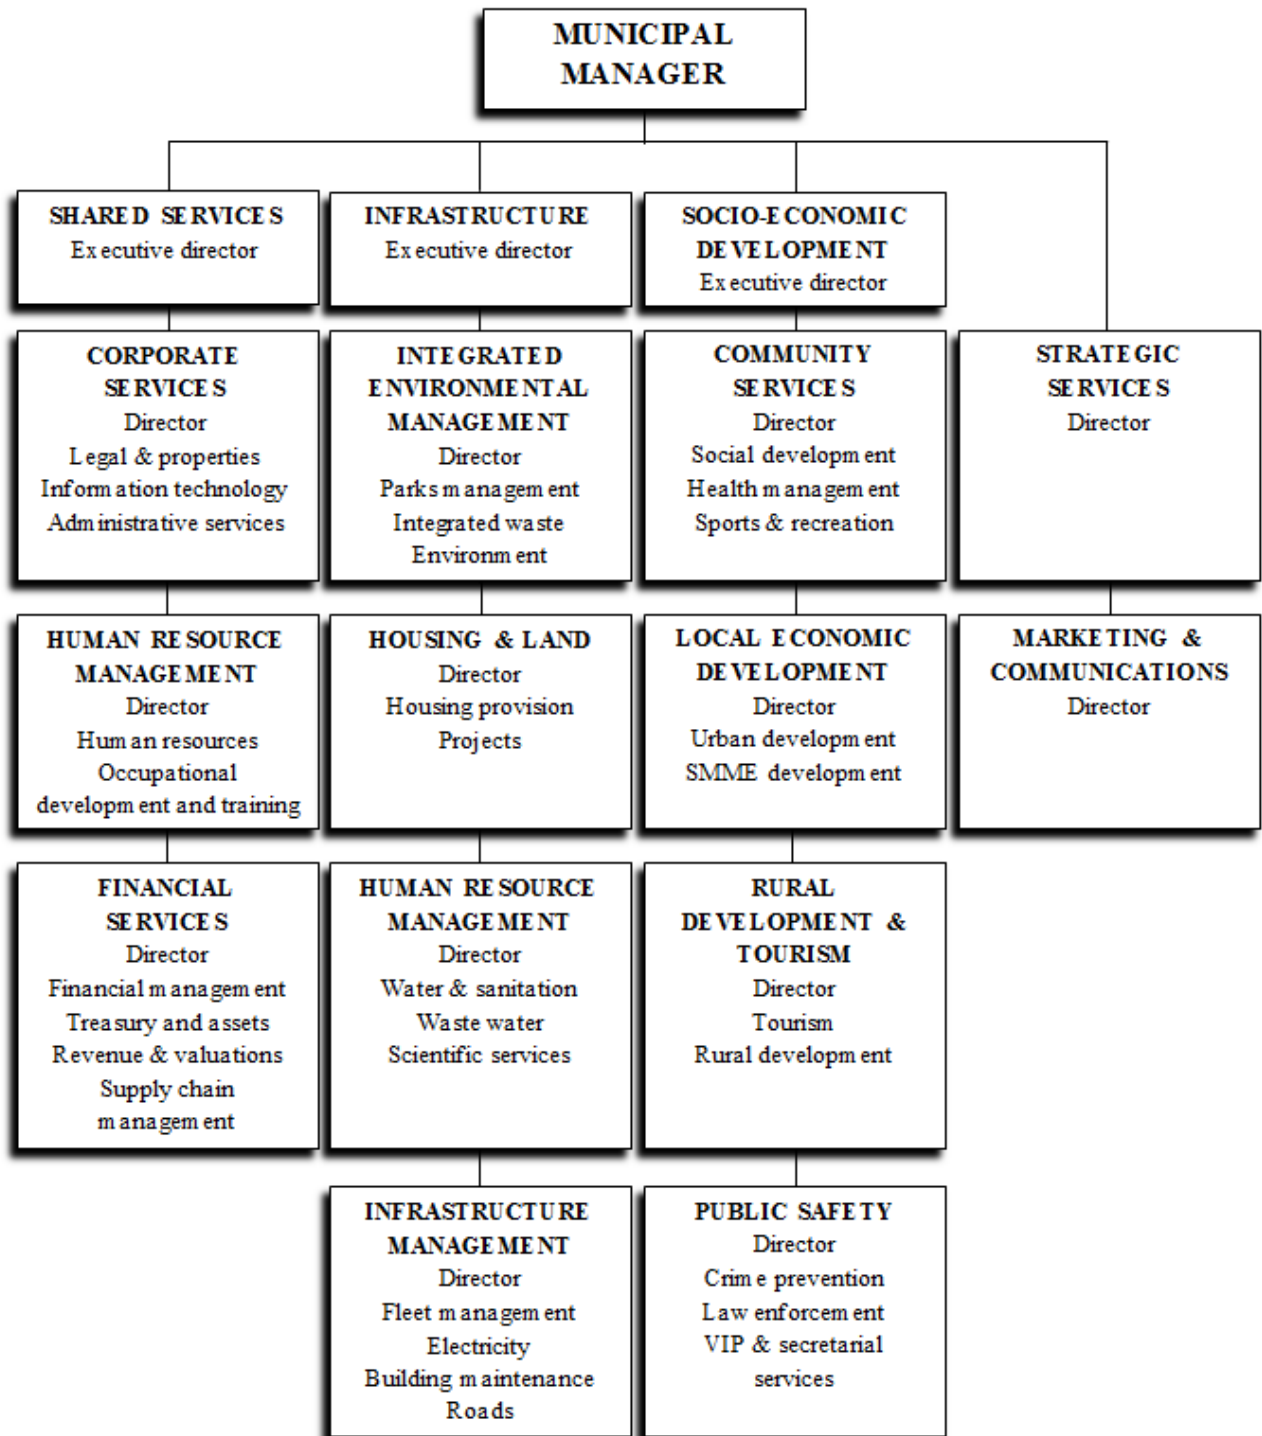 MUNICIPAL
MANAGER
SHARED SERVICES
Executive director
INFRASTRUCTURE
Executive director
SOCIO-ECONOMIC
DEVELOPMENT
Executive director
CORPORATE
SERVICES
Director
Legal & properties
Information technology
Administrative services
INTEGRATED
ENVIRONMENTAL
MANAGEMENT
Director
Parks management
Integrated waste
Environment
COMMUNITY
SERVICES
Director
Social development
Health management
Sports & recreation
STRATEGIC
SERVICES
Director
HUMAN RESOURCE
MANAGEMENT
Director
Human resources
Occupational
development and training
HOUSING & LAND
Director
Housing provision
Projects
LOCAL ECONOMIC
DEVELOPMENT
Director
Urban development
SMME development
MARKETING &
COMMUNICATIONS
Director
FINANCIAL
SERVICES
Director
Financial management
Treasury and assets
Revenue & valuations
Supply chain
management
HUMAN RESOURCE
MANAGEMENT
Director
Water & sanitation
Waste water
Scientific services
RURAL
DEVELOPMENT &
TOURISM
Director
Tourism
Rural development
INFRASTRUCTURE
MANAGEMENT
Director
Fleet management
Electricity
Building maintenance
Roads
PUBLIC SAFETY
Director
Crime prevention
Law enforcement
VIP & secretarial
services